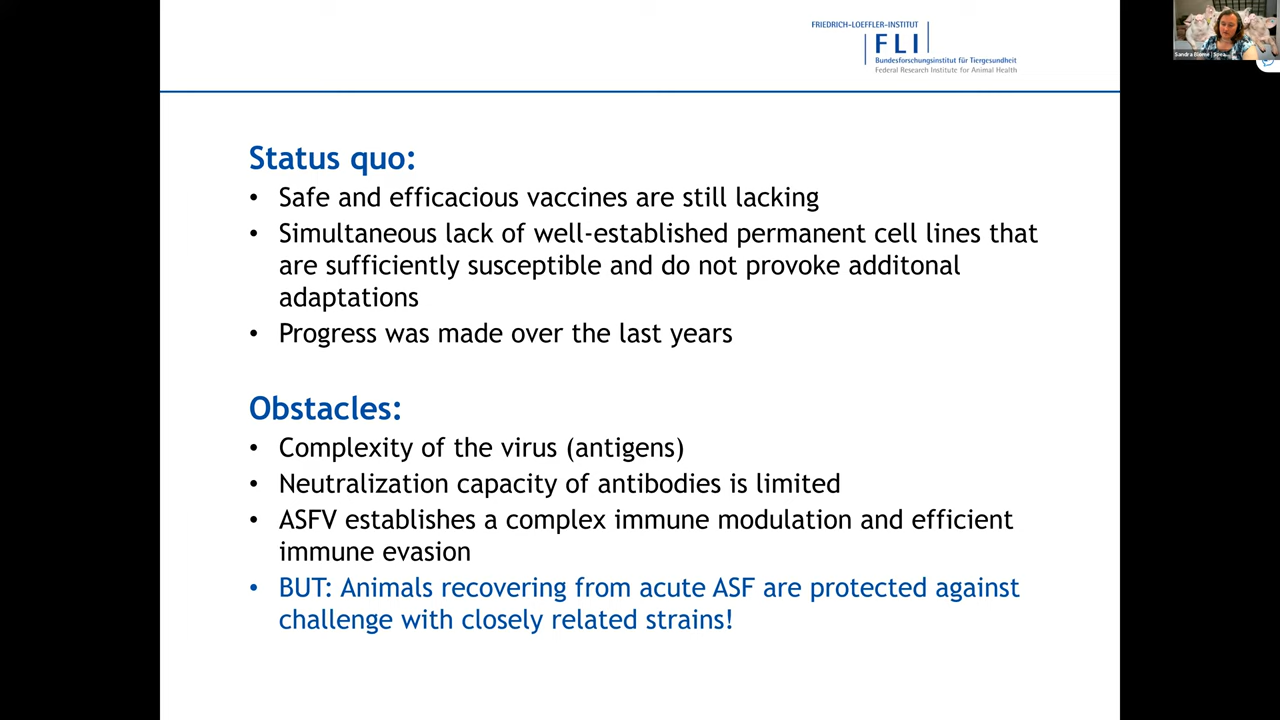 FRIEDRICH-LOEFFLER-INSTITUT
FLI
Bundesforschungsinstitut für Tiergesundheit
Federal Research Institute for Animal Health
Status quo:
• Safe and efficacious vaccines are still lacking
• Simultaneous lack of well-established permanent cell lines that
are sufficiently susceptible and do not provoke additonal
adaptations
• Progress was made over the last years
Obstacles:
• Complexity of the virus (antigens)
• Neutralization capacity of antibodies is limited
• ASFV establishes a complex immune modulation and efficient
immune evasion
• BUT: Animals recovering from acute ASF are protected against
challenge with closely related strains!
Sandra Blome